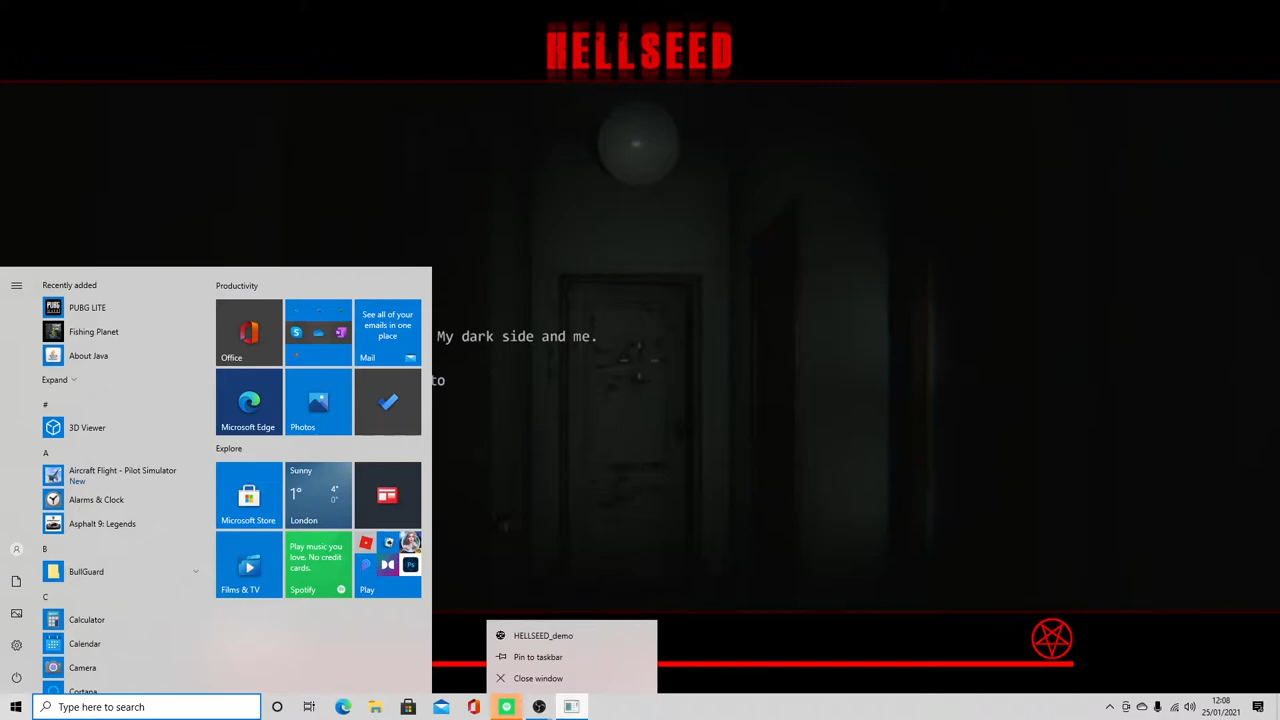 HELLSEED
My dark side and me.
to
Recently added
PUBG LITE
Fishing Planet
About Java
Expand
#
3D Viewer
A
Aircraft Flight - Pilot Simulator
New
Alarms & Clock
Asphalt 9: Legends
B
BullGuard
C
Calculator
Calendar
Camera
Cortana
Productivity
Office
See all of your
emails in one
place
Mail
Microsoft Edge
Photos
Explore
Microsoft Store
Sunny
1°
4°
0°
London
Films & TV
Play music you
love. No credit
cards.
Spotify
Ps
Play
HELLSEED_demo
Pin to taskbar
Close window
Type here to search
12:08
25/01/2021